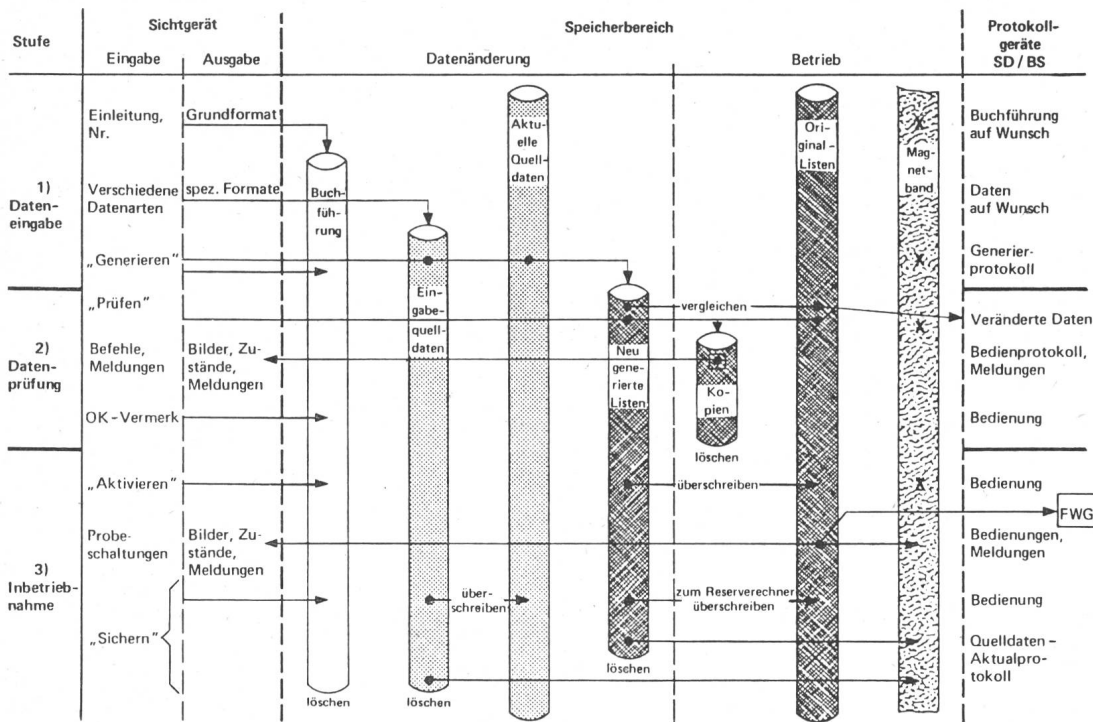 Stufe
Sichtgerät
Eingabe
Ausgabe
Speicherbereich
Datenänderung
Betrieb
Protokoll-
geräte
SD / BS
1)
Daten-
eingabe
Einleitung,
Nr.
Grundformat
Verschiedene
Datenarten
spez. Formate
„Generieren"
Buch-
füh-
rung
Ein-
gabe-
quell-
daten
Aktu-
elle
Quell-
daten
Ori-
ginal –
Listen
Mag-
net-
band
X
X
X
X
Buchführung
auf Wunsch
Daten
auf Wunsch
Generier-
protokoll
2)
Daten-
prüfung
„Prüfen"
vergleichen
Veränderte Daten
Befehle,
Meldungen
Bilder, Zu-
stände,
Meldungen
Neu
generierte
Listen
Ko-
pien
löschen
Bedienprotokoll,
Meldungen
OK – Vermerk
Bedienung
3)
Inbetrieb-
nahme
„Aktivieren"
überschreiben
Bedienung
FWG
Probe-
schaltungen
Bilder, Zu-
stände,
Meldungen
Bedienungen,
Meldungen
„Sichern"
über-
schreiben
zum Reserverechner
überschreiben
Bedienung
Quelldaten –
Aktualpro-
tokoll
löschen
löschen
löschen